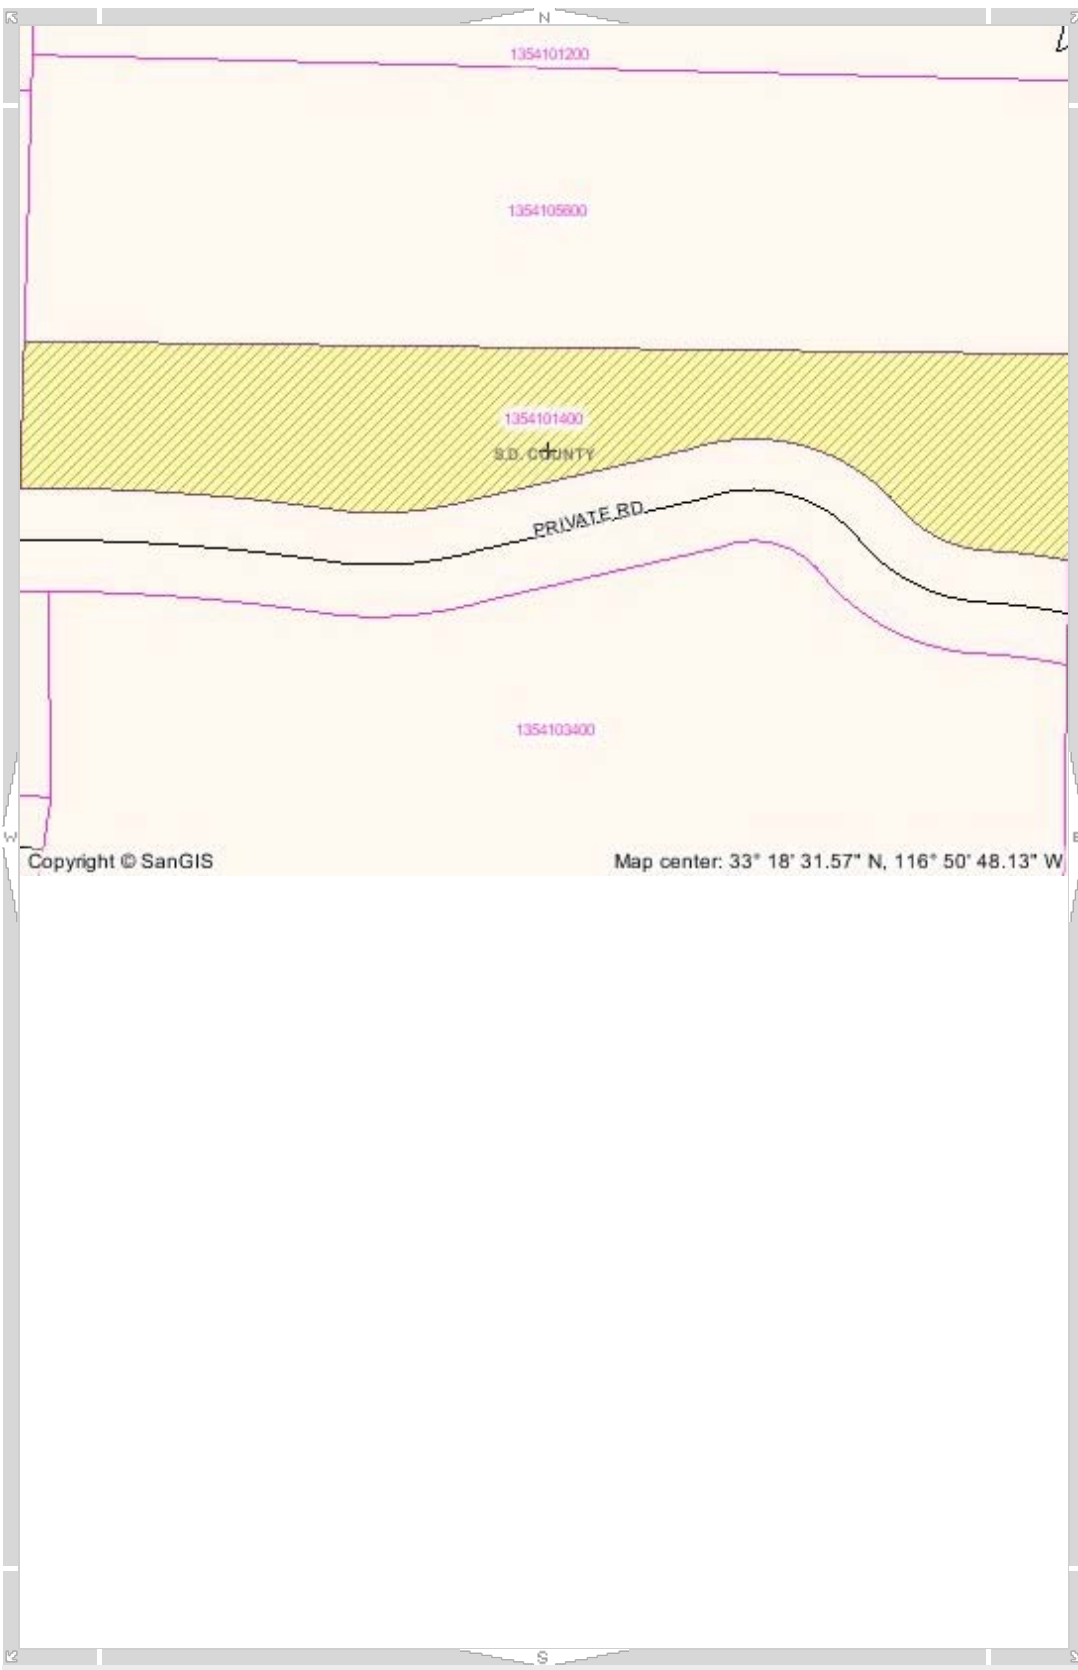 N
1354101200
1354105600
1354101400
S.D. COUNTY
PRIVATE RD
1354103400
W
E
Copyright © SanGIS
Map center: 33° 18' 31.57" N, 116° 50' 48.13" W
S